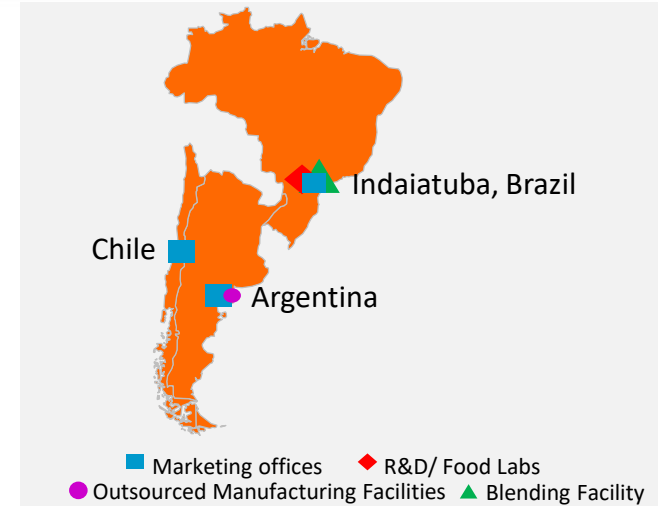 Indaiatuba, Brazil
Chile
Argentina
Marketing offices R&D/ Food Labs
Outsourced Manufacturing Facilities Blending Facility